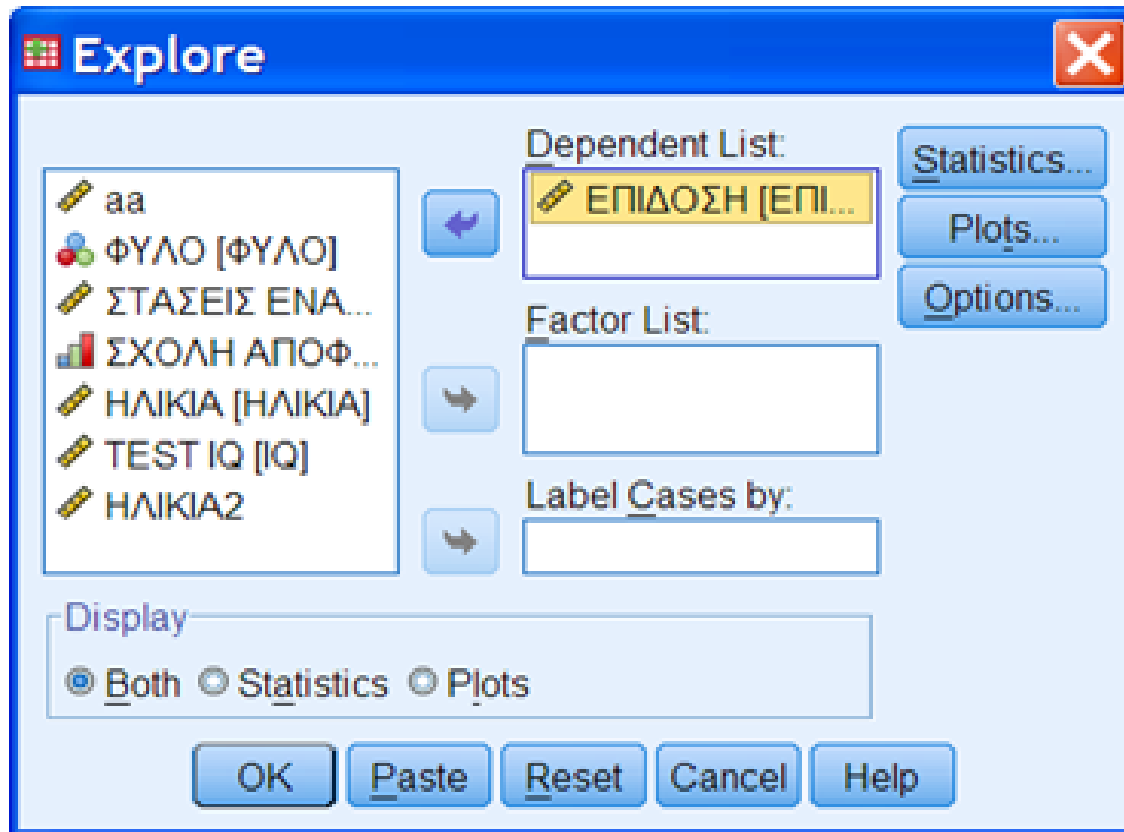 Explore
aa
ΦΥΛΟ [ΦΥΛΟ]
ΣΤΑΣΕΙΣ ΕΝΑ...
ΣΧΟΛΗ ΑΠΟΦ...
ΗΛΙΚΙΑ [ΗΛΙΚΙΑ]
TEST IQ [IQ]
ΗΛΙΚΙΑ2
Dependent List:
ΕΠΙΔΟΣΗ [ΕΠΙ...
Factor List:
Label Cases by:
Statistics...
Plots...
Options...
Display
Both Statistics Plots
OK Paste Reset Cancel Help